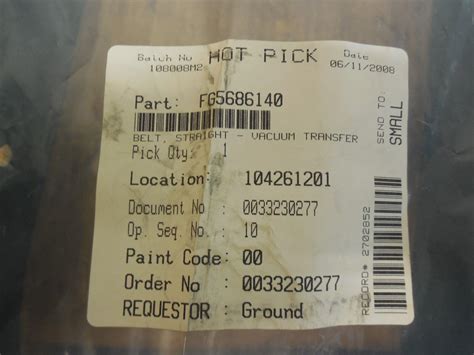 Batch No HOT PICK Date
108008M2 06/11/2008
Part: FG5686140
BELT, STRAIGHT - VACUUM TRANSFER
Pick Qty: 1
Location: 104261201
Document No : 0033230277
Op. Seq. No. : 10
Paint Code: 00
Order No : 0033230277
REQUESTOR : Ground
SEND TO:
SMALL
RECORD# 2702852